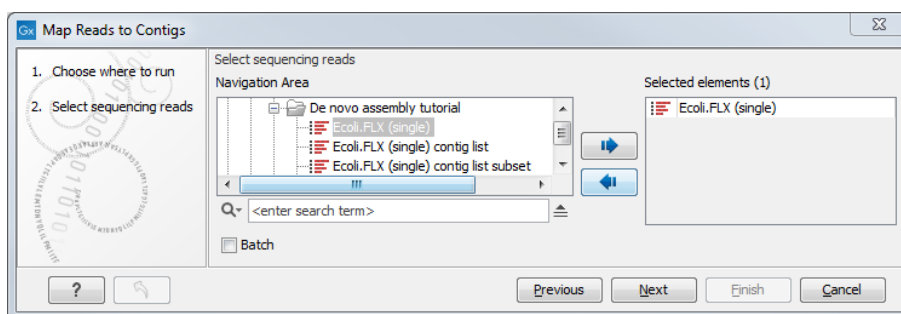 Gx Map Reads to Contigs
1. Choose where to run
2. Select sequencing reads
Select sequencing reads
Navigation Area
De novo assembly tutorial
Ecoli.FLX (single)
Ecoli.FLX (single) contig list
Ecoli.FLX (single) contig list subset
<enter search term>
Batch
Selected elements (1)
Ecoli.FLX (single)
?
Previous
Next
Finish
Cancel